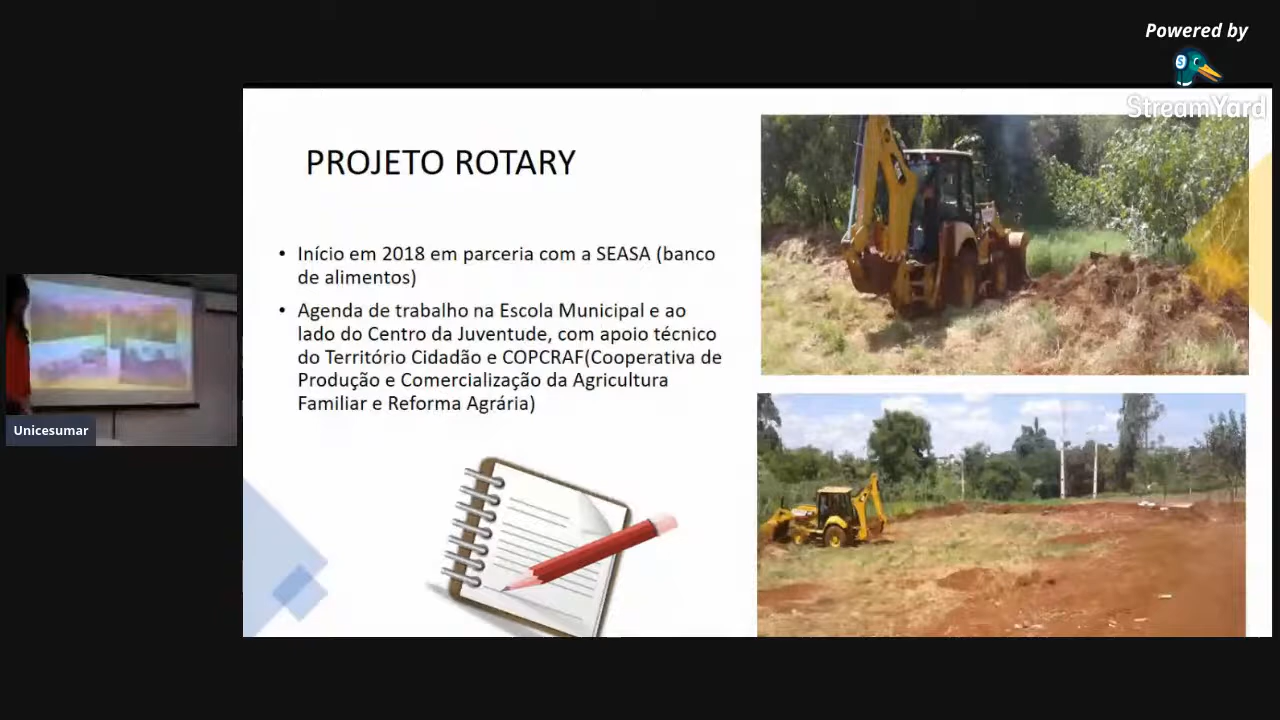 Powered by
StreamYard
PROJETO ROTARY
• Início em 2018 em parceria com a SEASA (banco
de alimentos)
• Agenda de trabalho na Escola Municipal e ao
lado do Centro da Juventude, com apoio técnico
do Território Cidadão e COPCRAF(Cooperativa de
Produção e Comercialização da Agricultura
Familiar e Reforma Agrária)
Unicesumar